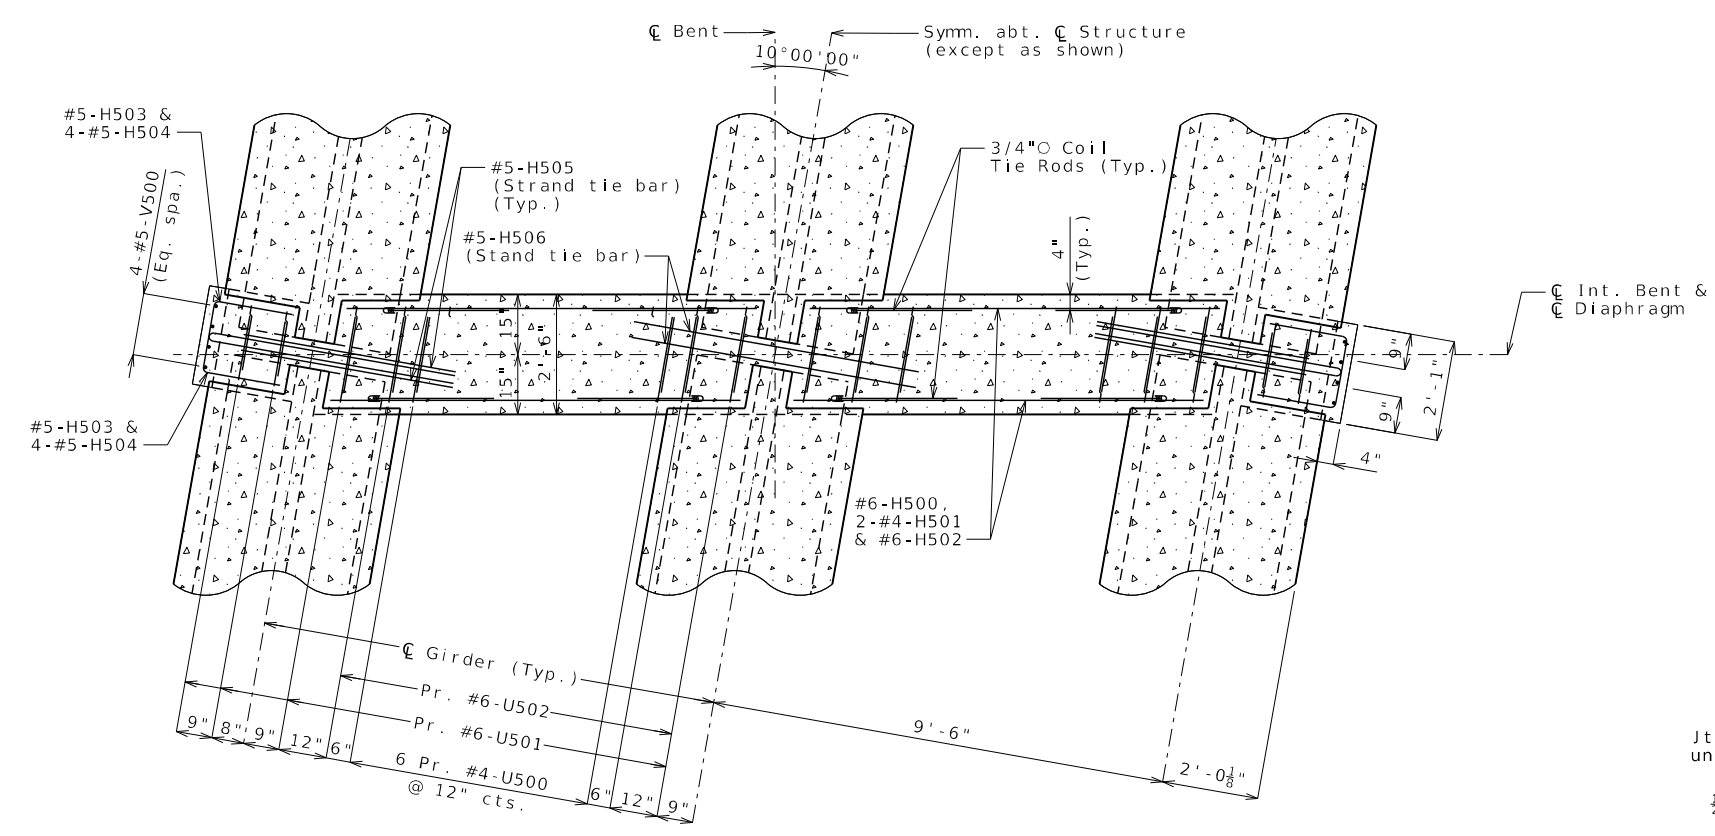 ℄ Bent
Symm. abt. ℄ Structure
(except as shown)
10°00'00"
#5-H503 &
4-#5-H504
4-#5-V500
(Eq. spa.)
#5-H505
(Strand tie bar)
(Typ.)
#5-H506
(Stand tie bar)
3/4"○ Coil
Tie Rods (Typ.)
4"
(Typ.)
℄ Int. Bent &
℄ Diaphragm
15"
15"
2'-6"
9"
9"
2'-1"
4"
#5-H503 &
4-#5-H504
#6-H500,
2-#4-H501
& #6-H502
℄ Girder (Typ.)
Pr. #6-U502
Pr. #6-U501
9"
8"
9"
12"
6"
6 Pr. #4-U500
@ 12" cts.
6"
12"
9"
9'-6"
2'-0⅛"
Jt
un